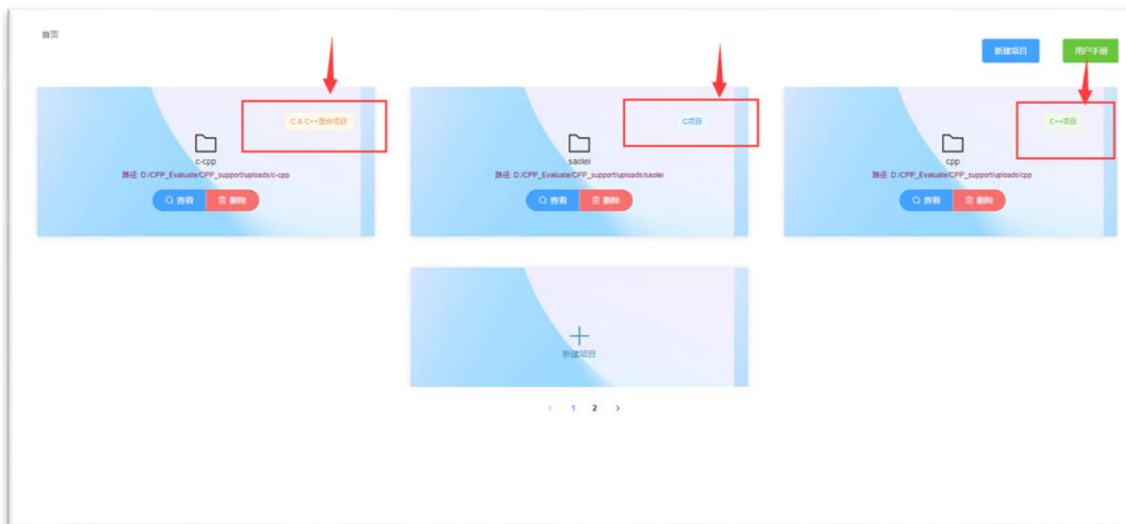 首页
新建项目
用户手册
C & C++混合项目
c-cpp
路径: D:/CPP_Evaluate/CPP_support/uploads/c-cpp
查看
删除
C项目
saolei
路径: D:/CPP_Evaluate/CPP_support/uploads/saolei
查看
删除
C++项目
cpp
路径: D:/CPP_Evaluate/CPP_support/uploads/cpp
查看
删除
新建项目
< 1 2 >